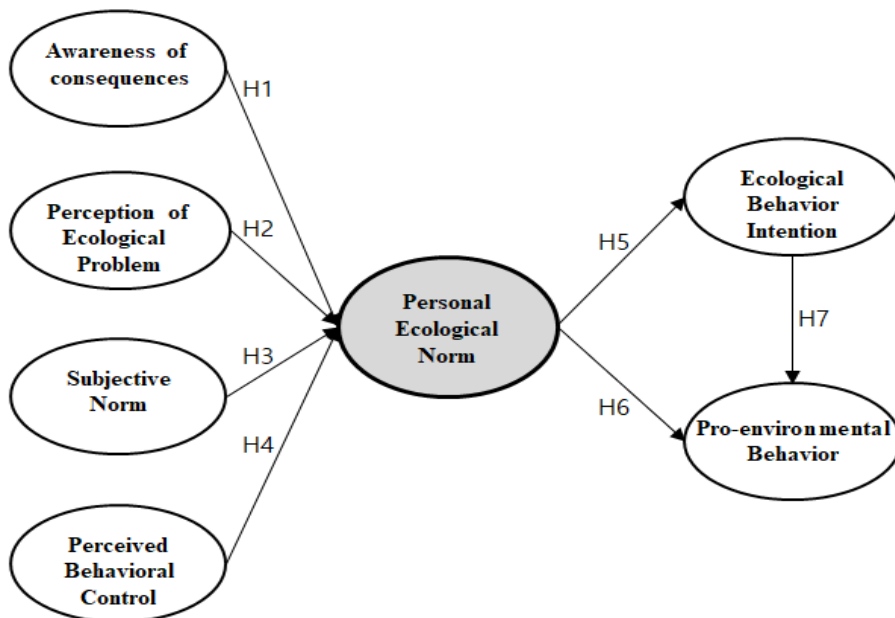 Awareness of
consequences
H1
Perception of
Ecological
Problem
H2
Subjective
Norm
H3
Perceived
Behavioral
Control
H4
Personal
Ecological
Norm
H5
H6
Ecological
Behavior
Intention
H7
Pro-environmental
Behavior